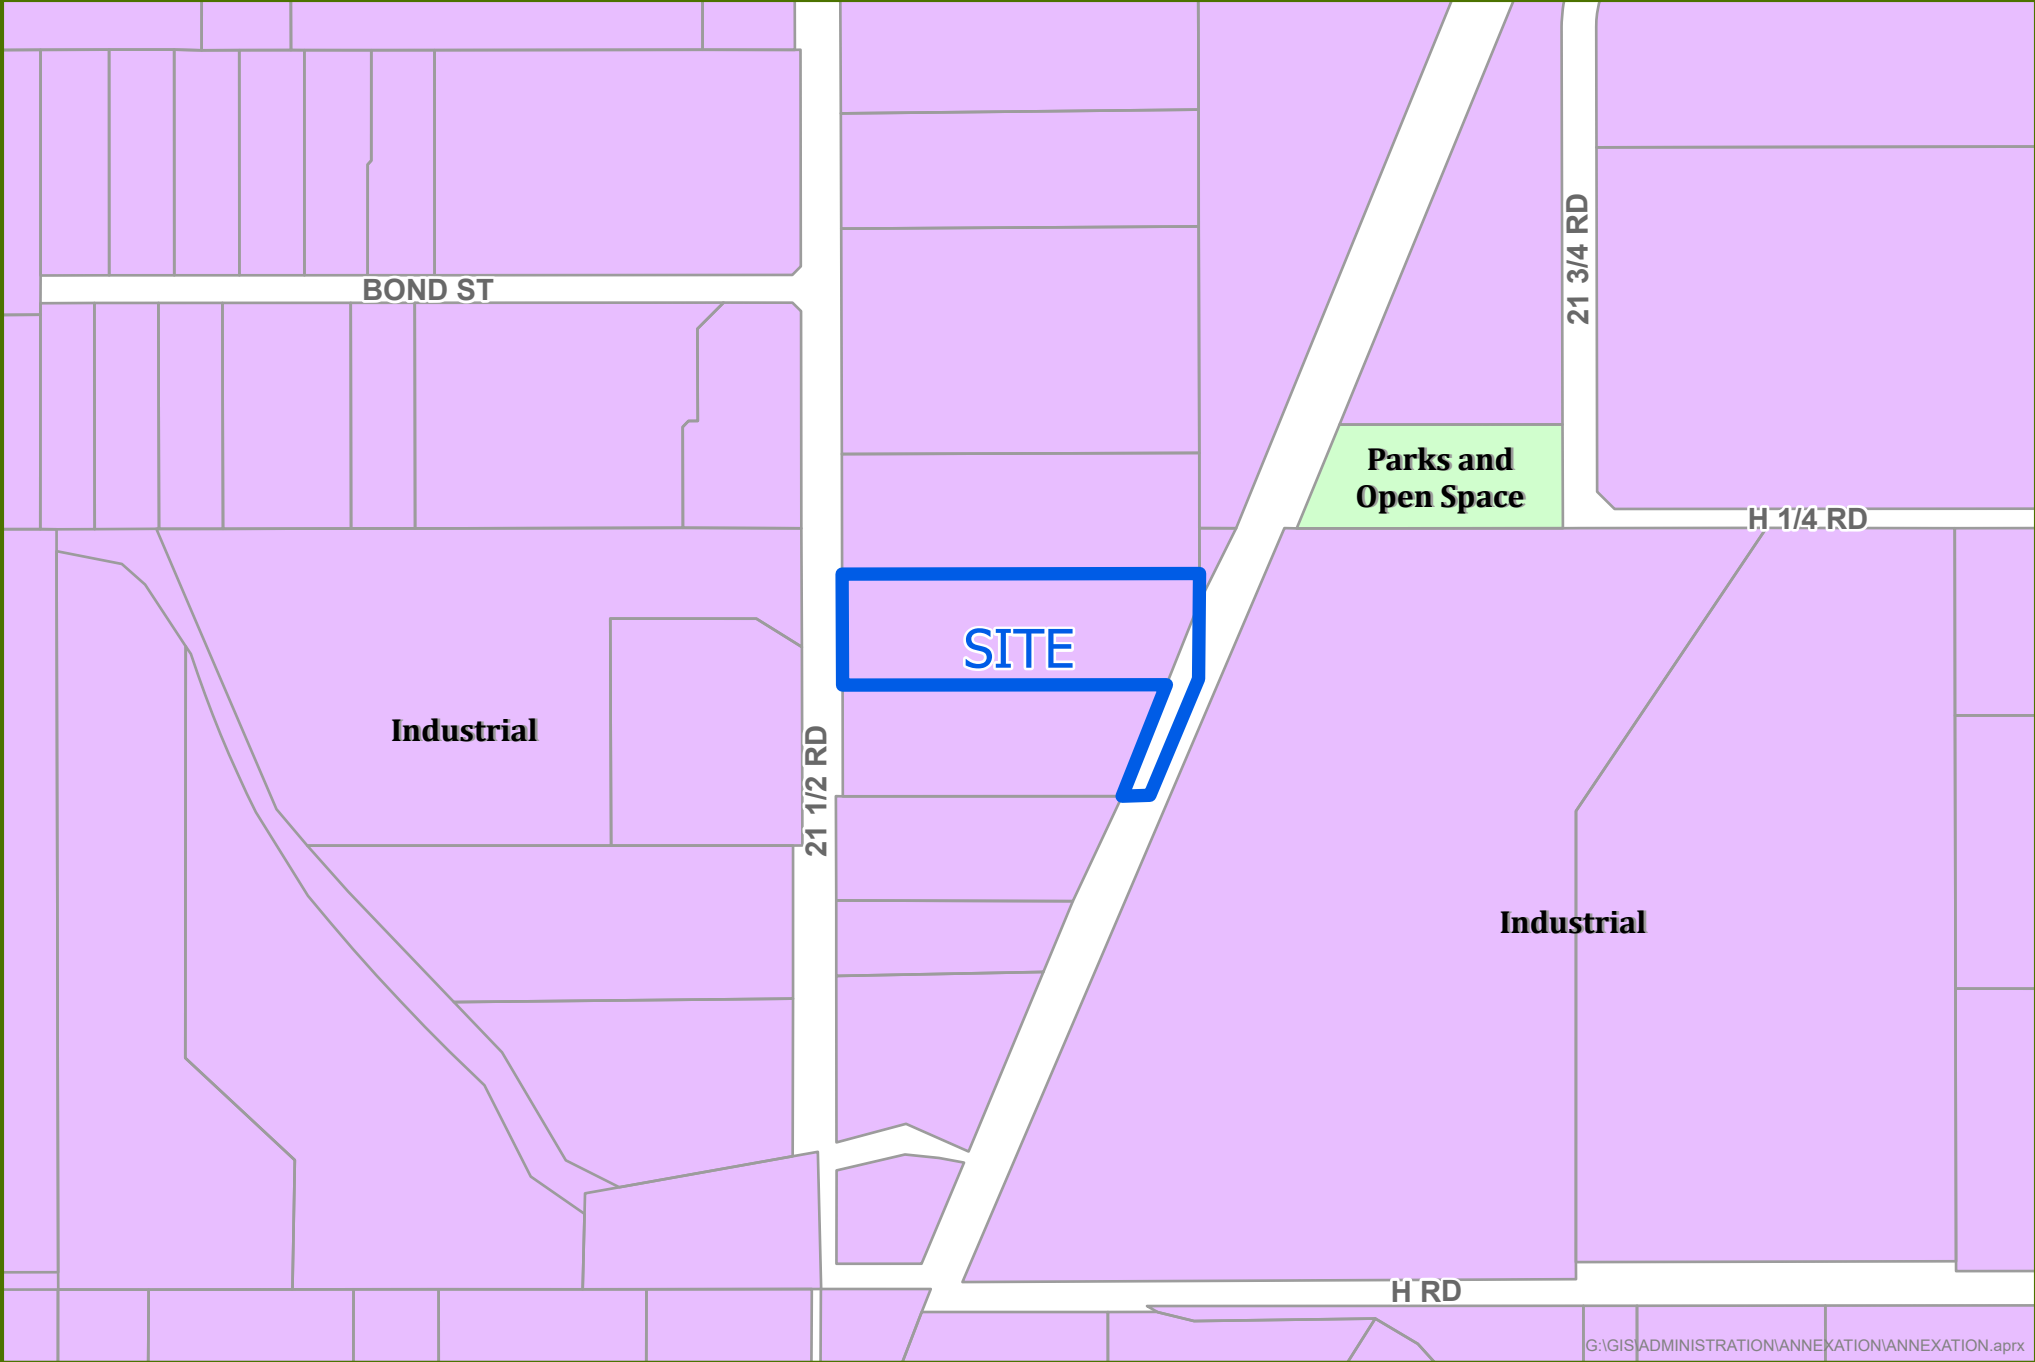 21 3/4 RD
BOND ST
Parks and
Open Space
H 1/4 RD
SITE
Industrial
21 1/2 RD
Industrial
H RD
G:\GIS\ADMINISTRATION\ANNEXATION\ANNEXATION.aprx